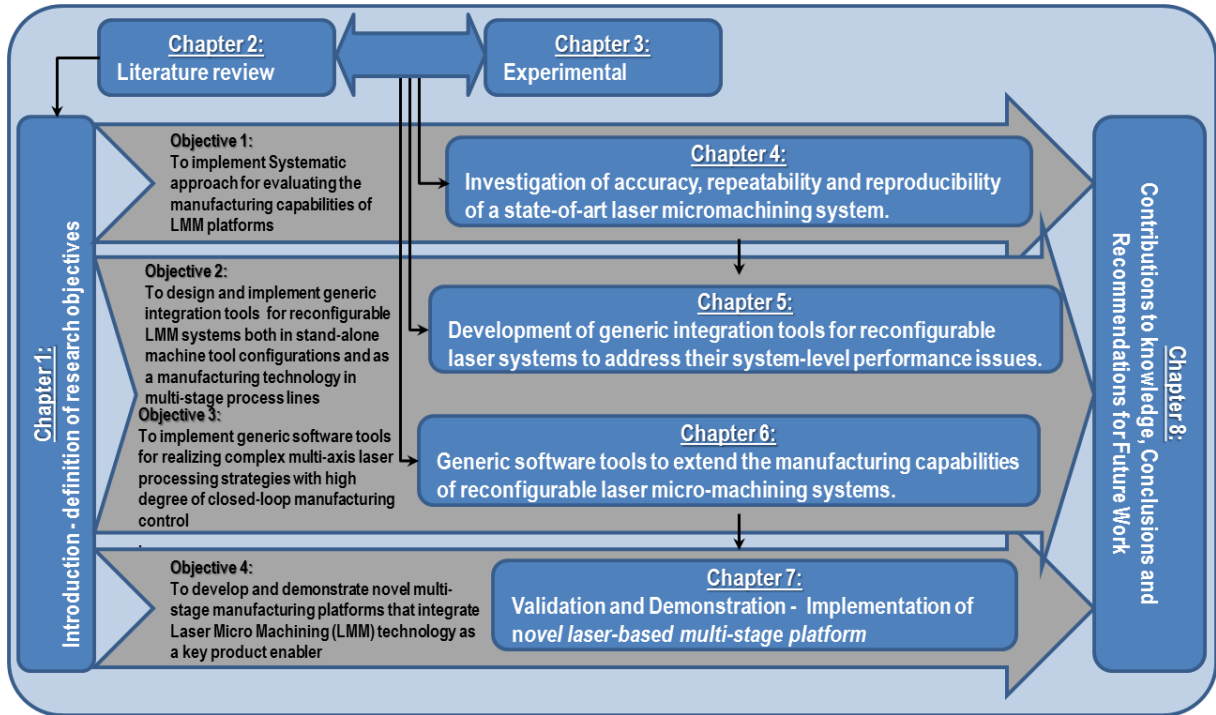 Chapter 2:
Literature review
Chapter 3:
Experimental
Chapter 1:
Introduction - definition of research objectives
Objective 1:
To implement Systematic
approach for evaluating the
manufacturing capabilities of
LMM platforms
Chapter 4:
Investigation of accuracy, repeatability and reproducibility
of a state-of-art laser micromachining system.
Objective 2:
To design and implement generic
integration tools for reconfigurable
LMM systems both in stand-alone
machine tool configurations and as
a manufacturing technology in
multi-stage process lines
Chapter 5:
Development of generic integration tools for reconfigurable
laser systems to address their system-level performance issues.
Objective 3:
To implement generic software tools
for realizing complex multi-axis laser
processing strategies with high
degree of closed-loop manufacturing
control
.
Chapter 6:
Generic software tools to extend the manufacturing capabilities
of reconfigurable laser micro-machining systems.
Objective 4:
To develop and demonstrate novel multi-
stage manufacturing platforms that integrate
Laser Micro Machining (LMM) technology as
a key product enabler
Chapter 7:
Validation and Demonstration - Implementation of
novel laser-based multi-stage platform
Chapter 8:
Contributions to knowledge, Conclusions and
Recommendations for Future Work